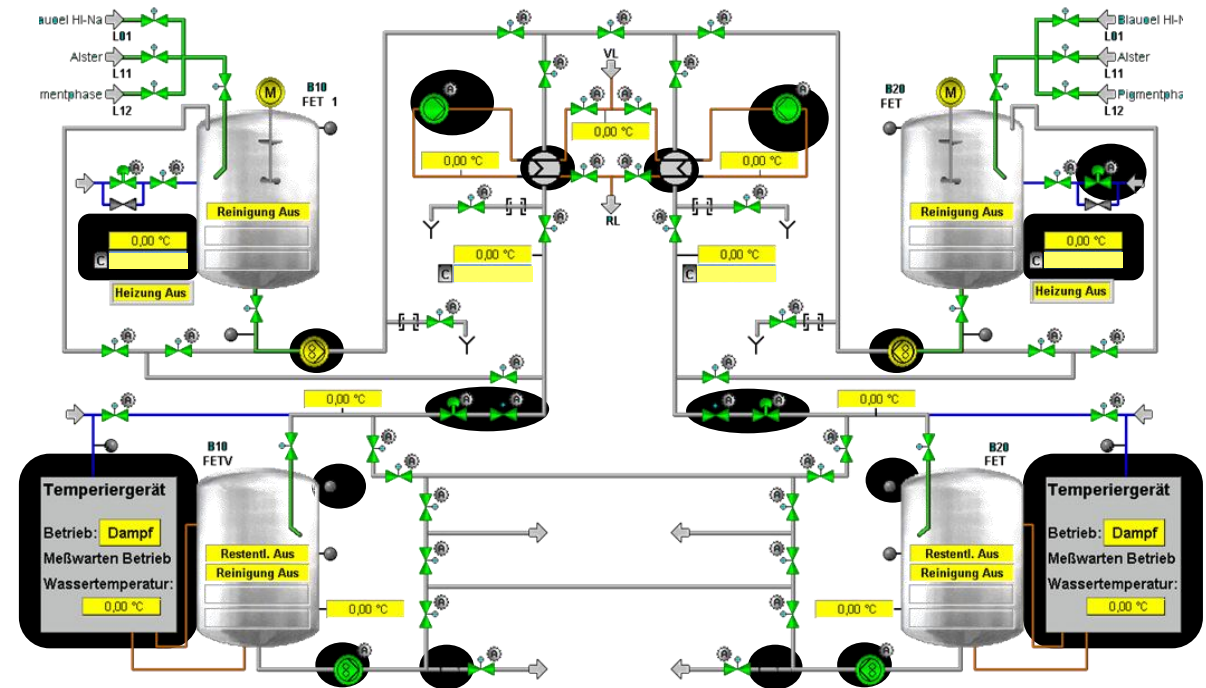 auoel HI-Na
L01
Alster
L11
mentphase
L12
B10
FET 1
M
Reinigung Aus
0,00 °C
C
Heizung Aus
VL
0,00 °C
0,00 °C
0,00 °C
RL
0,00 °C
C
0,00 °C
C
Blauoel HI-N
L01
Alster
L11
Pigmentpha
L12
B20
FET
M
Reinigung Aus
0,00 °C
C
Heizung Aus
0,00 °C
0,00 °C
B10
FETV
Temperiergerät
Betrieb: Dampf
Meßwarten Betrieb
Wassertemperatur:
0,00 °C
Restentl. Aus
Reinigung Aus
0,00 °C
B20
FET
Restentl. Aus
Reinigung Aus
0,00 °C
Temperiergerät
Betrieb: Dampf
Meßwarten Betrieb
Wassertemperatur:
0,00 °C